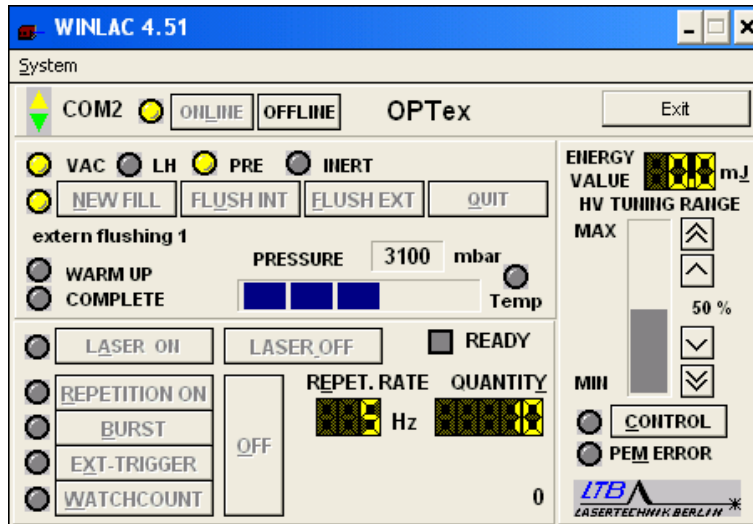 WINLAC 4.51
System
COM2 ONLINE OFFLINE OPTex Exit
VAC LH PRE INERT
NEW FILL FLUSH INT FLUSH EXT QUIT
extern flushing 1
WARM UP
COMPLETE
PRESSURE 3100 mbar
Temp
ENERGY
VALUE mJ
HV TUNING RANGE
MAX
50 %
MIN
CONTROL
PEM ERROR
LASER ON LASER OFF READY
REPETITION ON
BURST
EXT-TRIGGER
WATCHCOUNT
OFF
REPET. RATE QUANTITY
5 Hz
0
LTB
LASERTECHNIK BERLIN